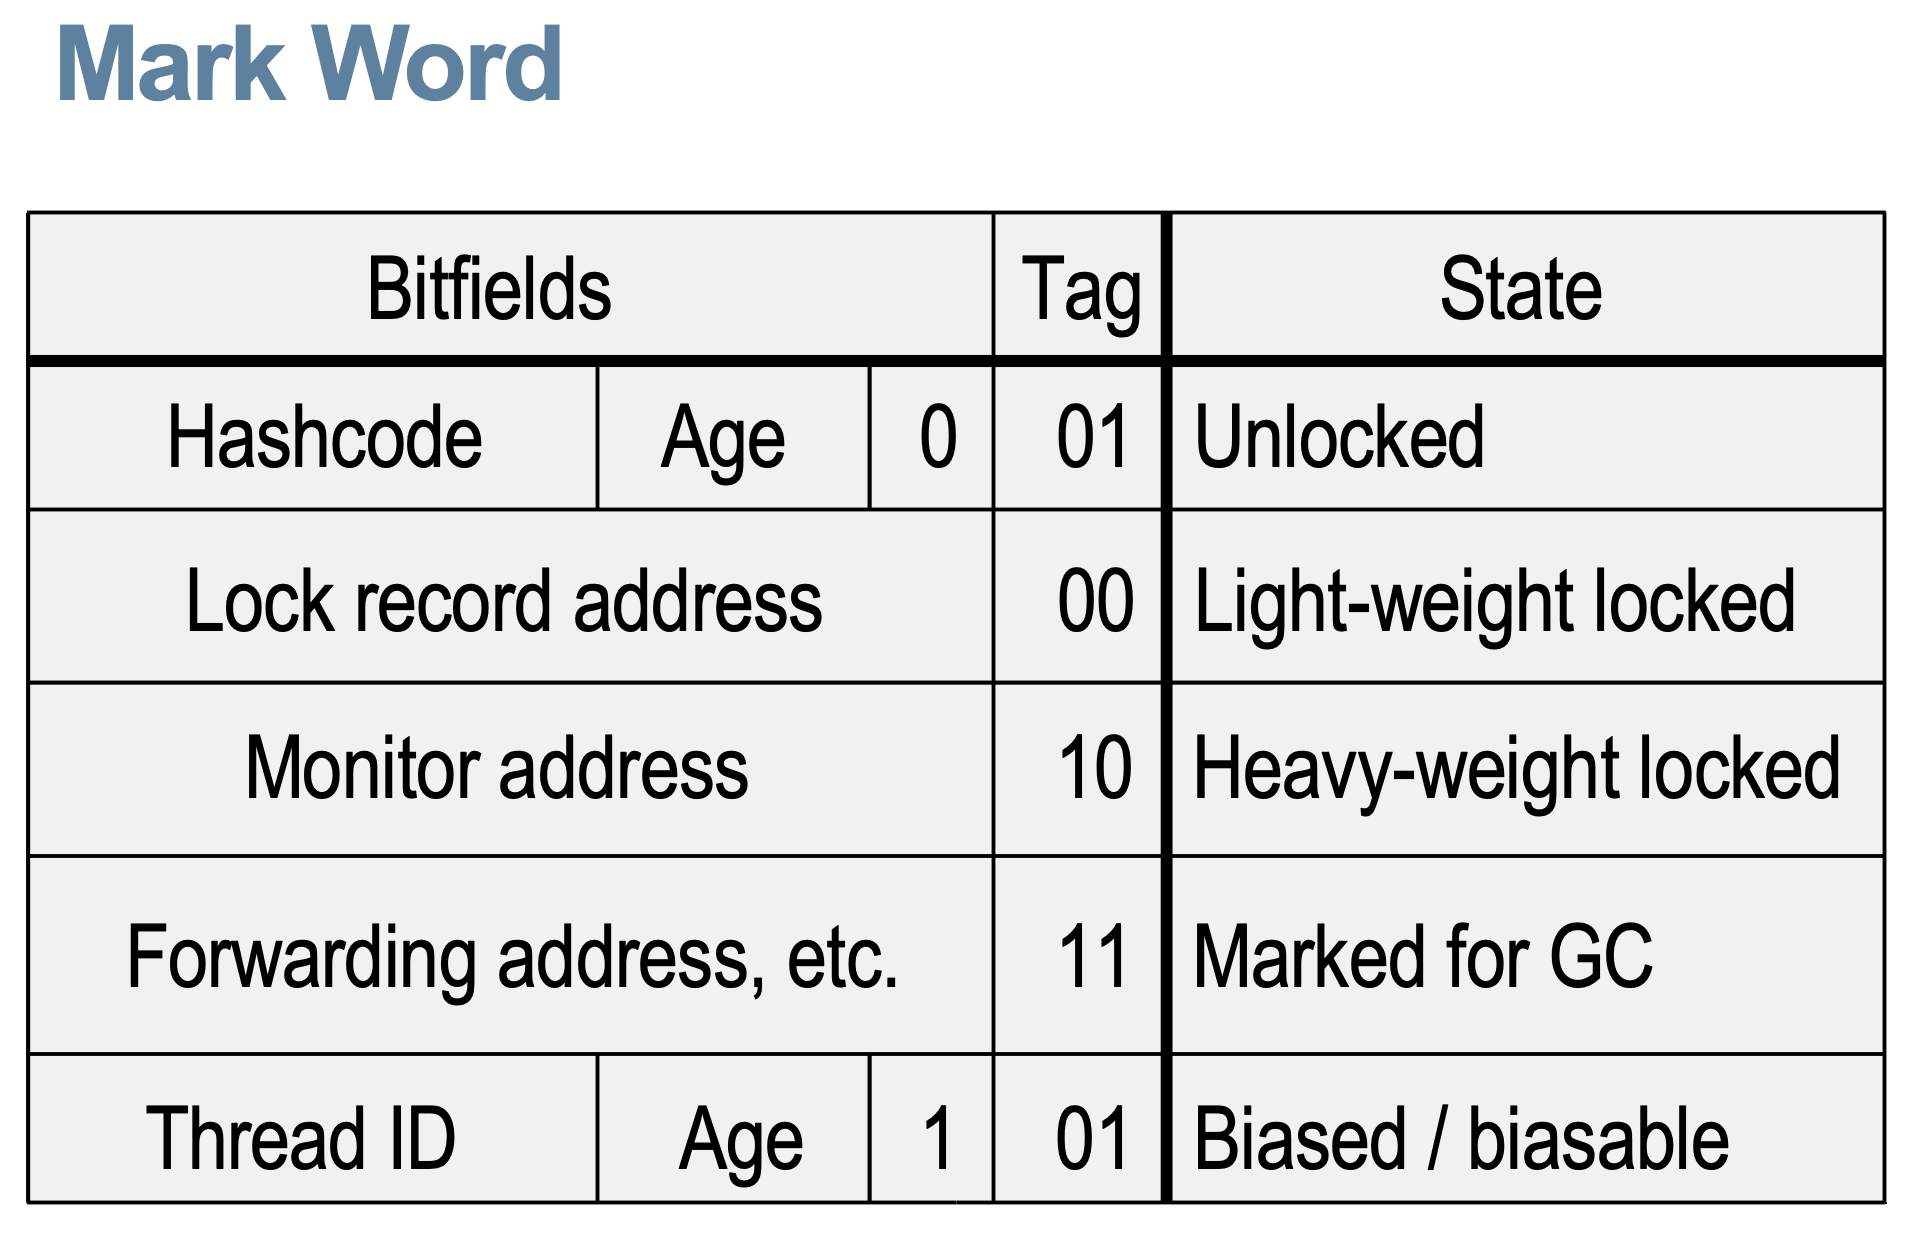 Mark Word
Bitfields Tag State
Hashcode Age 0 01 Unlocked
Lock record address 00 Light-weight locked
Monitor address 10 Heavy-weight locked
Forwarding address, etc. 11 Marked for GC
Thread ID Age 1 01 Biased / biasable